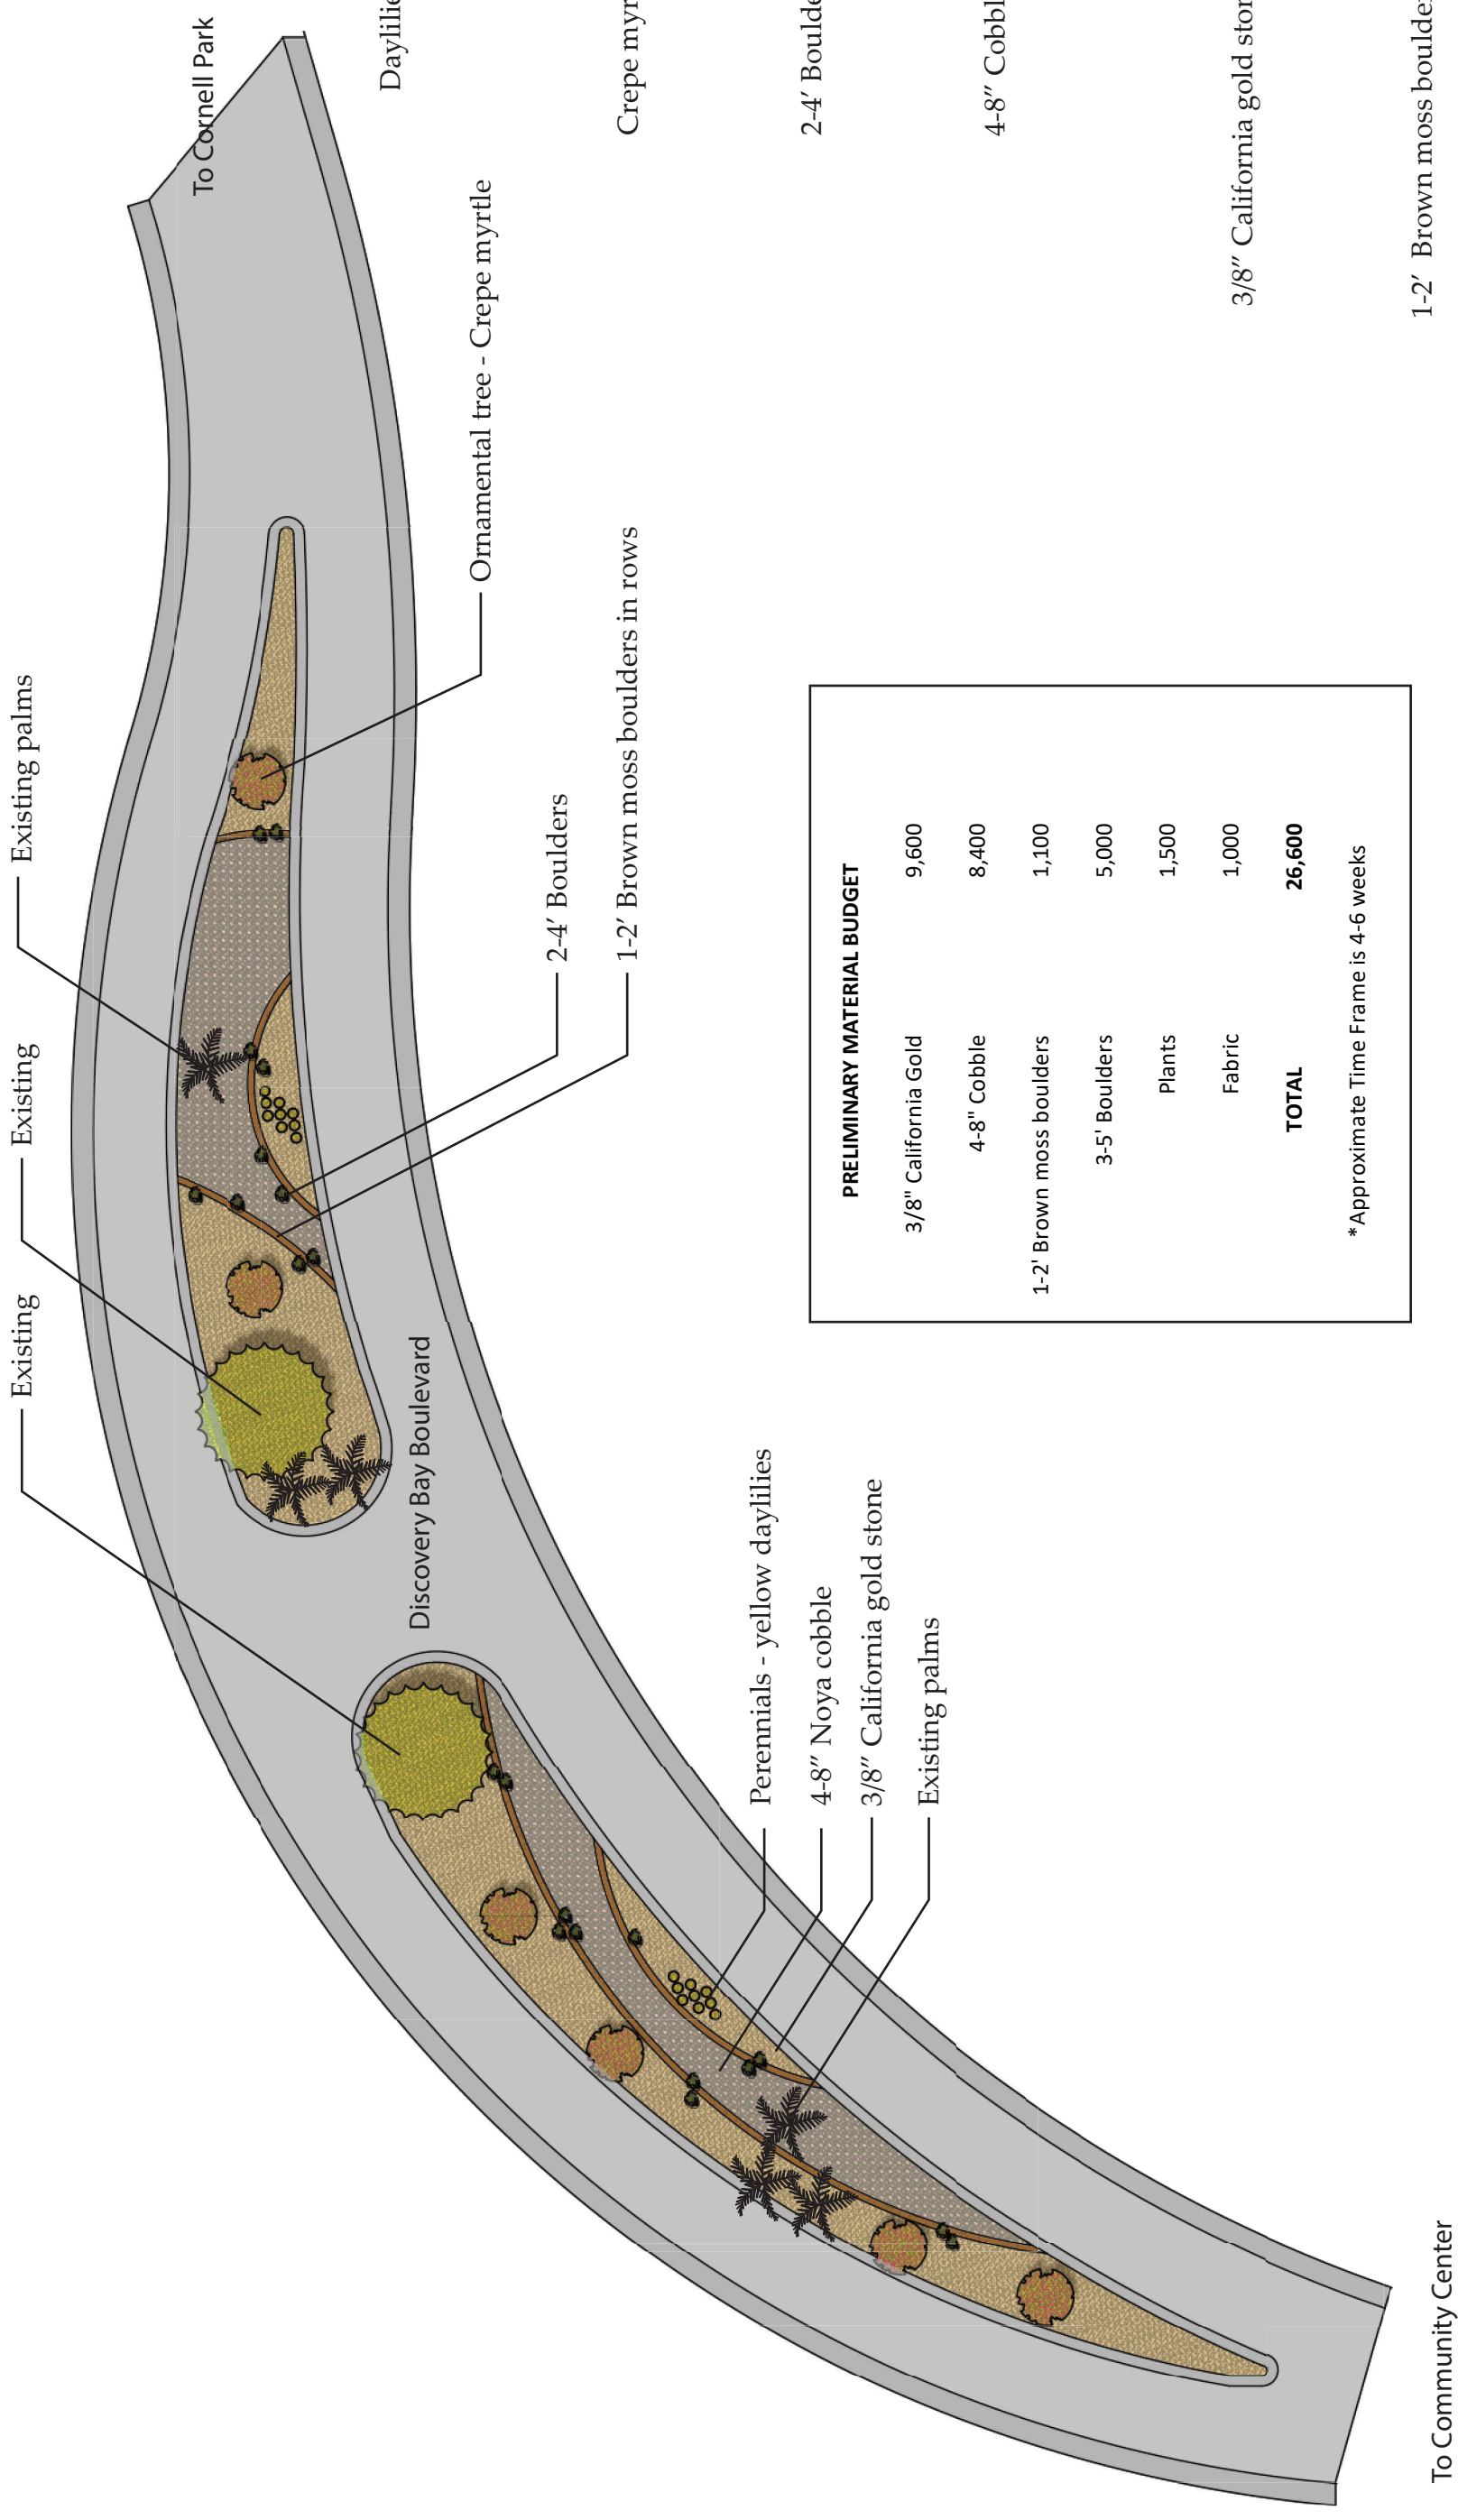 Existing
Existing
Existing palms
To Cornell Park
Daylilie
Discovery Bay Boulevard
Ornamental tree - Crepe myrtle
2-4′ Boulders
1-2′ Brown moss boulders in rows
Crepe myr
Perennials - yellow daylilies
4-8″ Noya cobble
3/8″ California gold stone
Existing palms
2-4′ Boulde
4-8″ Cobbl
3/8″ California gold ston
1-2′ Brown moss boulder
PRELIMINARY MATERIAL BUDGET
3/8" California Gold 9,600
4-8" Cobble 8,400
1-2' Brown moss boulders 1,100
3-5' Boulders 5,000
Plants 1,500
Fabric 1,000
TOTAL 26,600
*Approximate Time Frame is 4-6 weeks
To Community Center